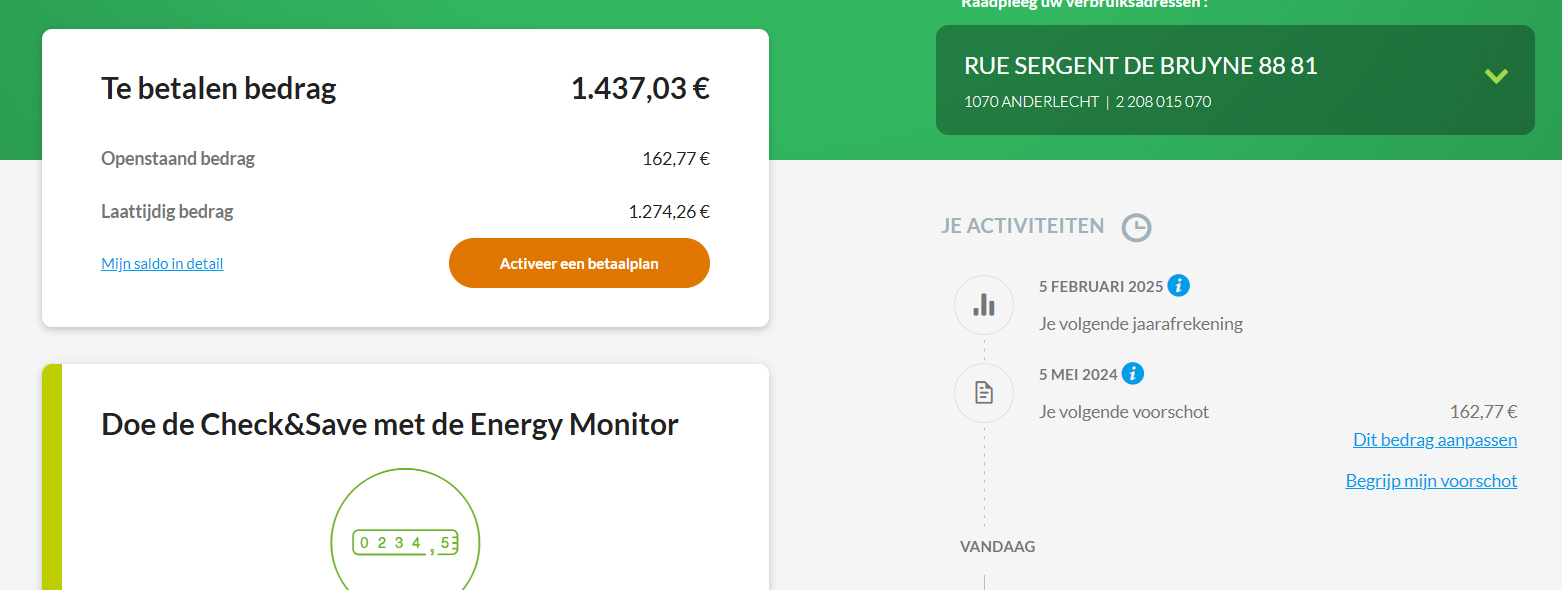 Raadpleeg uw verbruiksadressen :
Te betalen bedrag 1.437,03 €
Openstaand bedrag 162,77 €
Laattijdig bedrag 1.274,26 €
Mijn saldo in detail
Activeer een betaalplan
RUE SERGENT DE BRUYNE 88 81
1070 ANDERLECHT | 2 208 015 070
Doe de Check&Save met de Energy Monitor
0 2 3 4 , 5
JE ACTIVITEITEN
5 FEBRUARI 2025 i
Je volgende jaarafrekening
5 MEI 2024 i
Je volgende voorschot 162,77 €
Dit bedrag aanpassen
Begrijp mijn voorschot
VANDAAG